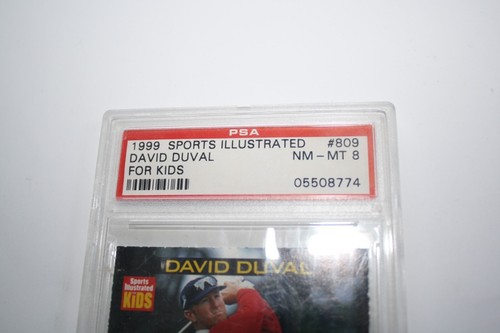 PSA
1999 SPORTS ILLUSTRATED #809
DAVID DUVAL NM - MT 8
FOR KIDS
05508774
DAVID DUVAL
Sports
Illustrated
KiDS